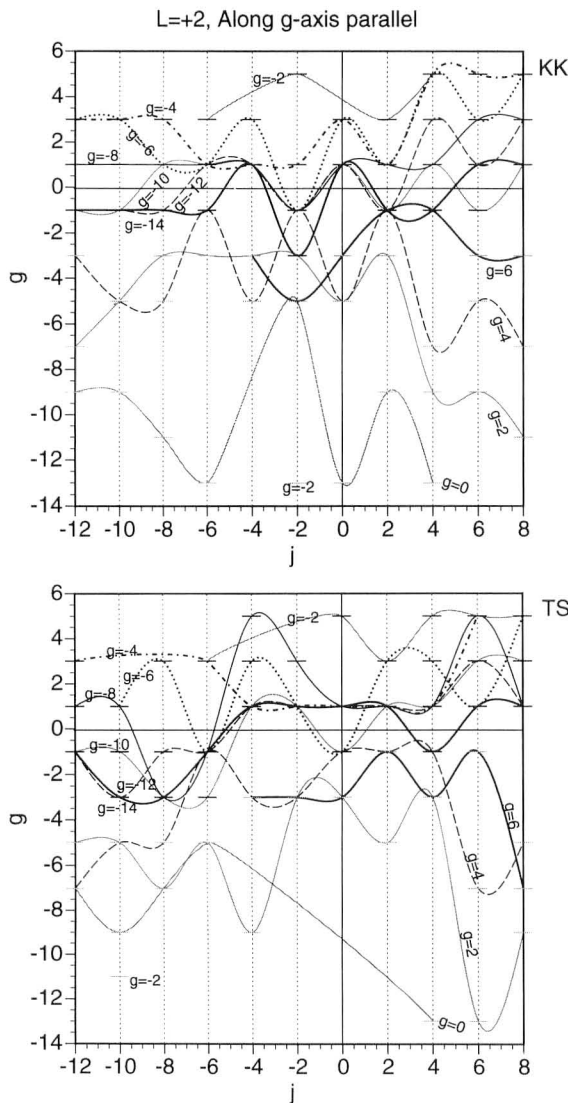 L=+2, Along g-axis parallel
KK
6
4
2
0
-2
-4
-6
-8
-10
-12
-14
g
g=-2
g=-4
g=-6
g=-8
g=-10
g=-12
g=-14
g=6
g=4
g=2
g=-2
g=0
-12 -10 -8 -6 -4 -2 0 2 4 6 8
j
TS
6
4
2
0
-2
-4
-6
-8
-10
-12
-14
g
g=-2
g=-4
g≠-6
g=-8
g=-10
g=-12
g=-14
g=6
g=4
g=2
g=-2
g=0
-12 -10 -8 -6 -4 -2 0 2 4 6 8
j